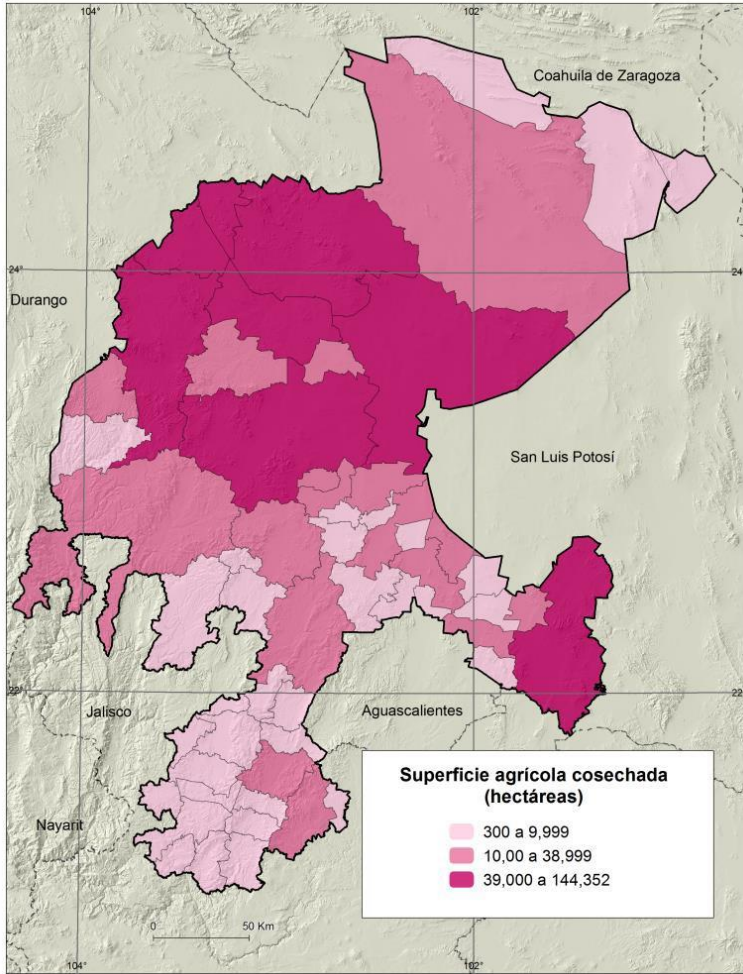 104°
102°
Coahuila de Zaragoza
24°
24
Durango
San Luis Potosí
22°
22
Jalisco
Aguascalientes
Nayarit
Superficie agrícola cosechada
(hectáreas)
300 a 9,999
10,00 a 38,999
39,000 a 144,352
0
50 Km
104°
102°